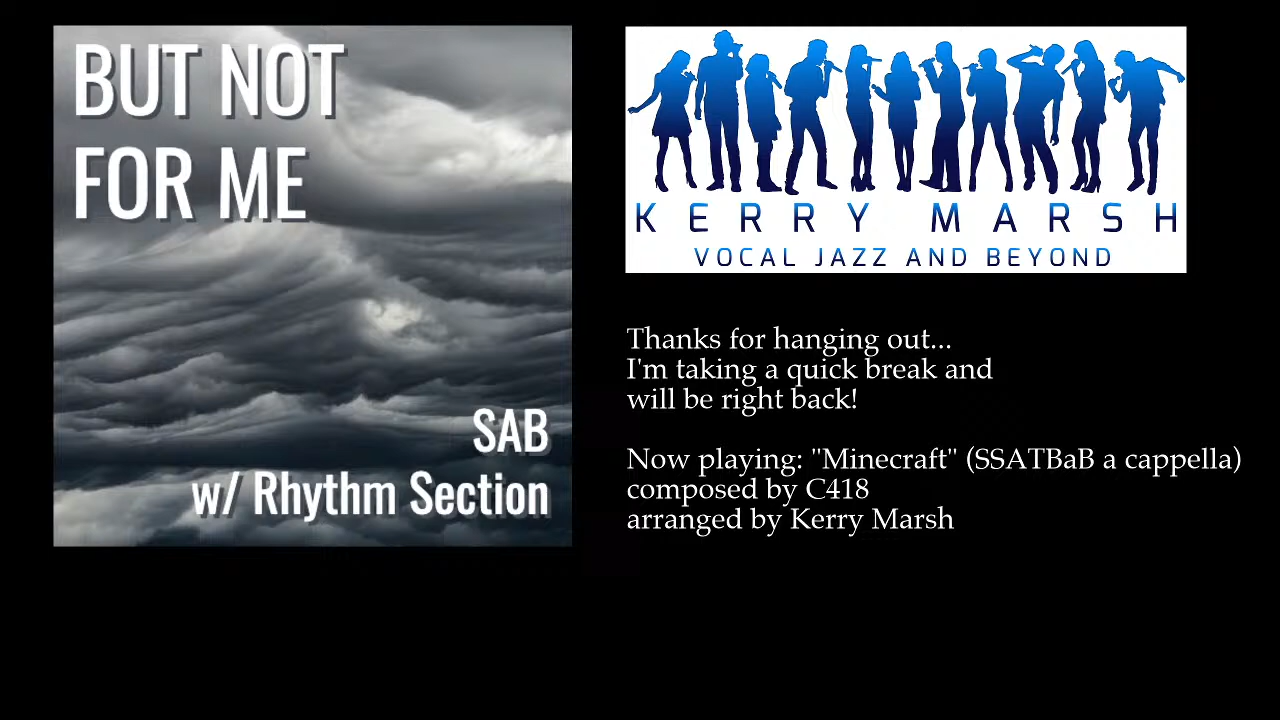 BUT NOT
FOR ME
SAB
w/ Rhythm Section
KERRY MARSH
VOCAL JAZZ AND BEYOND
Thanks for hanging out...
I'm taking a quick break and
will be right back!
Now playing: "Minecraft" (SSATBaB a cappella)
composed by C418
arranged by Kerry Marsh